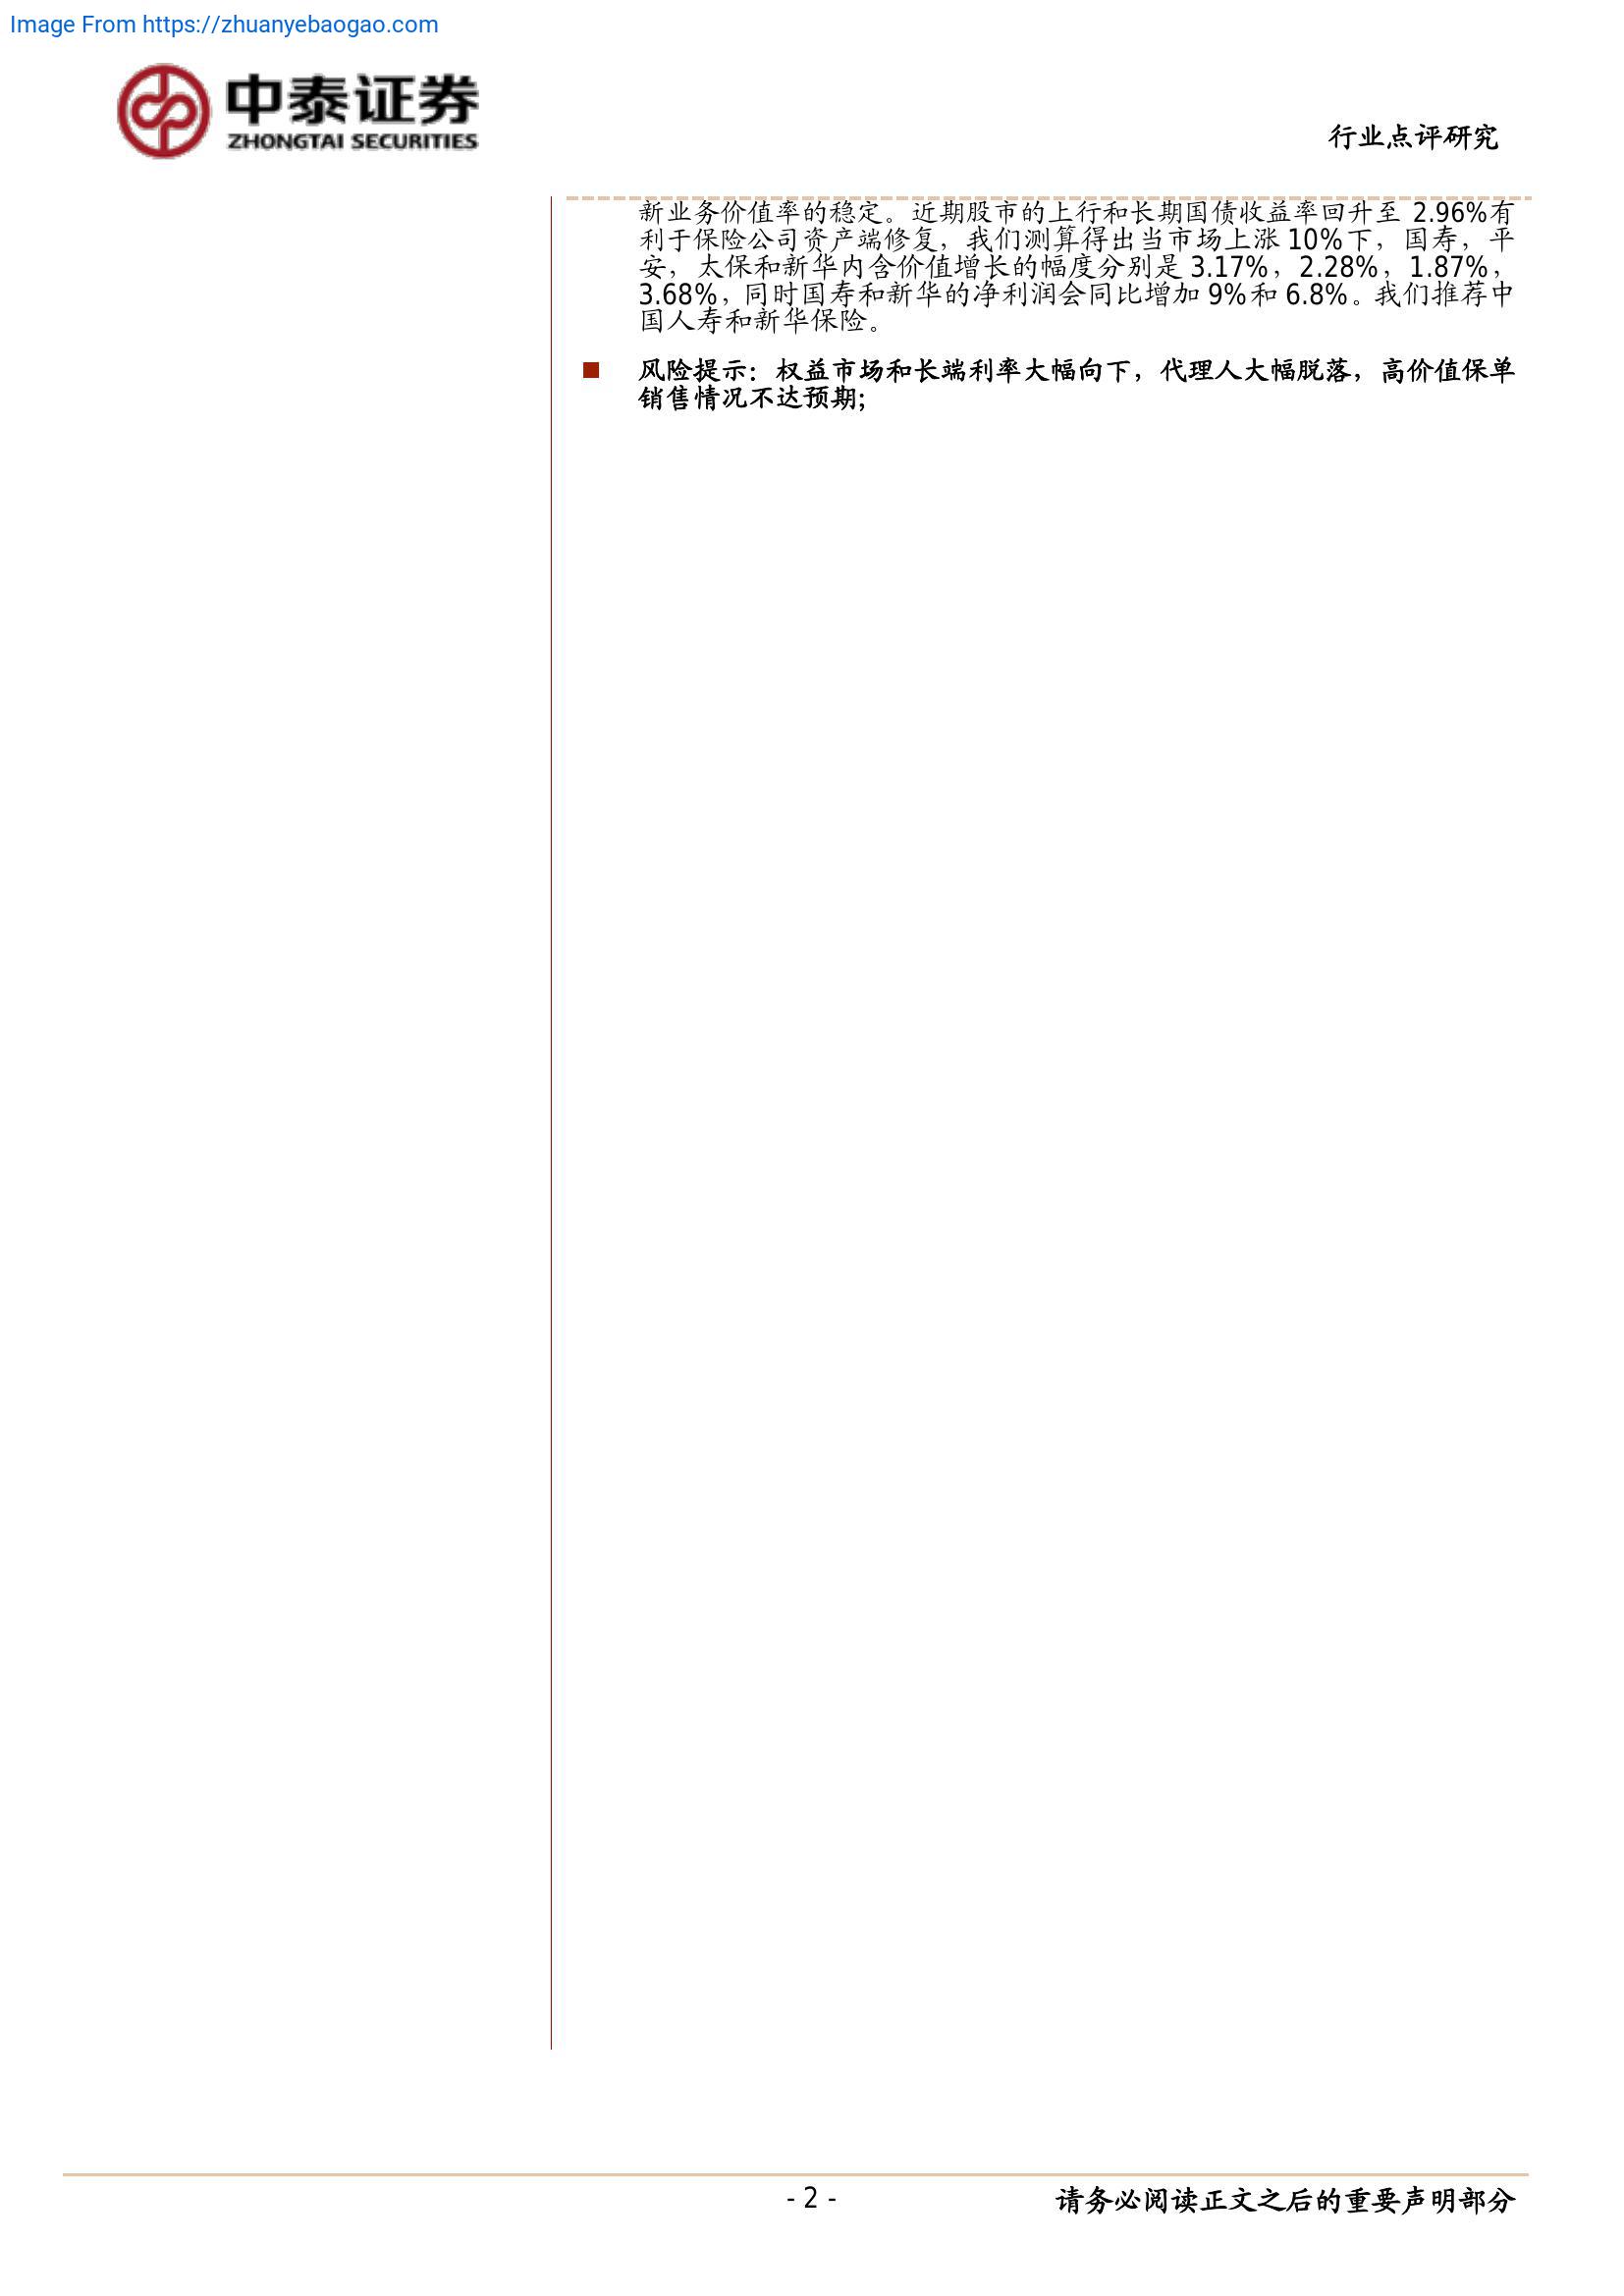 Image From https://zhuanyebaogao.com
中泰证券
ZHONGTAI SECURITIES
行业点评研究
新业务价值率的稳定。近期股市的上行和长期国债收益率回升至 2.96%有
利于保险公司资产端修复，我们测算得出当市场上涨 10%下，国寿，平
安，太保和新华内含价值增长的幅度分别是 3.17%，2.28%，1.87%，
3.68%，同时国寿和新华的净利润会同比增加 9%和 6.8%。我们推荐中
国人寿和新华保险。
风险提示：权益市场和长端利率大幅向下，代理人大幅脱落，高价值保单
销售情况不达预期；
- 2 -
请务必阅读正文之后的重要声明部分